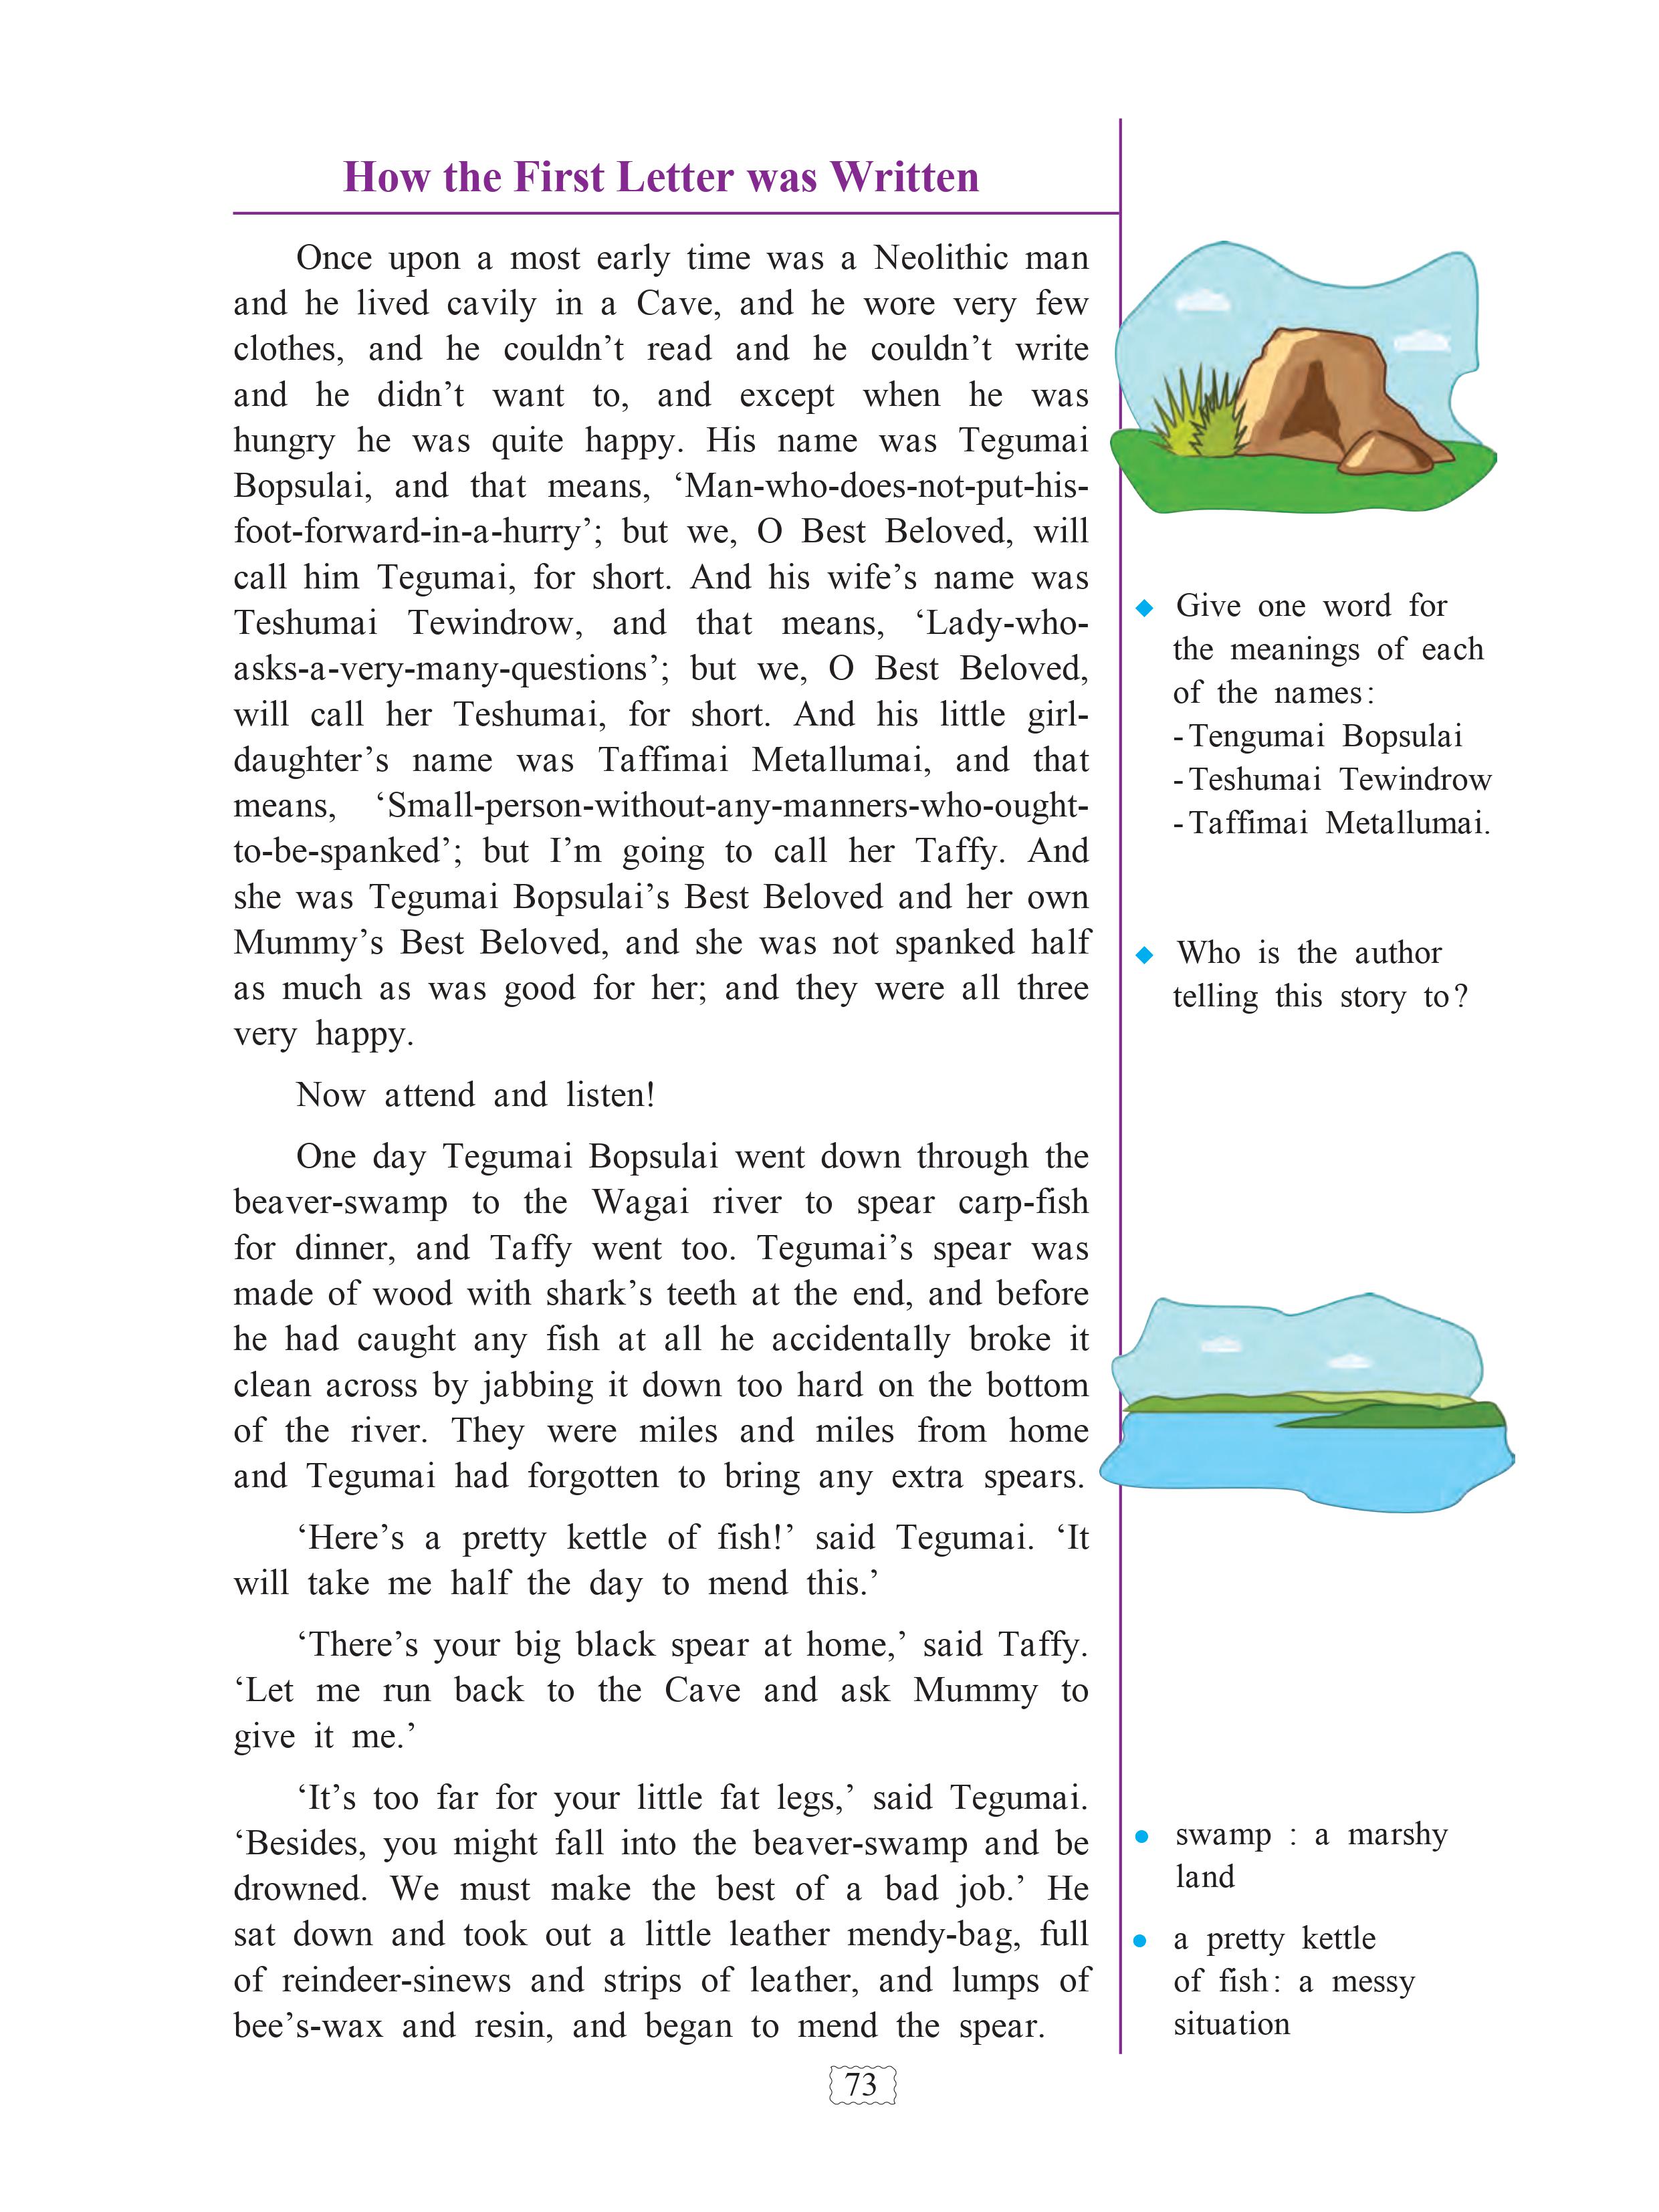 How the First Letter was Written
Once upon a most early time was a Neolithic man
and he lived cavily in a Cave, and he wore very few
clothes, and he couldn’t read and he couldn’t write
and he didn’t want to, and except when he was
hungry he was quite happy. His name was Tegumai
Bopsulai, and that means, ‘Man-who-does-not-put-his-
foot-forward-in-a-hurry’; but we, O Best Beloved, will
call him Tegumai, for short. And his wife’s name was
Teshumai Tewindrow, and that means, ‘Lady-who-
asks-a-very-many-questions’; but we, O Best Beloved,
will call her Teshumai, for short. And his little girl-
daughter’s name was Taffimai Metallumai, and that
means, ‘Small-person-without-any-manners-who-ought-
to-be-spanked’; but I’m going to call her Taffy. And
she was Tegumai Bopsulai’s Best Beloved and her own
Mummy’s Best Beloved, and she was not spanked half
as much as was good for her; and they were all three
very happy.
Now attend and listen!
One day Tegumai Bopsulai went down through the
beaver-swamp to the Wagai river to spear carp-fish
for dinner, and Taffy went too. Tegumai’s spear was
made of wood with shark’s teeth at the end, and before
he had caught any fish at all he accidentally broke it
clean across by jabbing it down too hard on the bottom
of the river. They were miles and miles from home
and Tegumai had forgotten to bring any extra spears.
‘Here’s a pretty kettle of fish!’ said Tegumai. ‘It
will take me half the day to mend this.’
‘There’s your big black spear at home,’ said Taffy.
‘Let me run back to the Cave and ask Mummy to
give it me.’
‘It’s too far for your little fat legs,’ said Tegumai.
‘Besides, you might fall into the beaver-swamp and be
drowned. We must make the best of a bad job.’ He
sat down and took out a little leather mendy-bag, full
of reindeer-sinews and strips of leather, and lumps of
bee’s-wax and resin, and began to mend the spear.
◆ Give one word for
the meanings of each
of the names:
- Tengumai Bopsulai
- Teshumai Tewindrow
- Taffimai Metallumai.
◆ Who is the author
telling this story to?
● swamp : a marshy
land
● a pretty kettle
of fish: a messy
situation
73